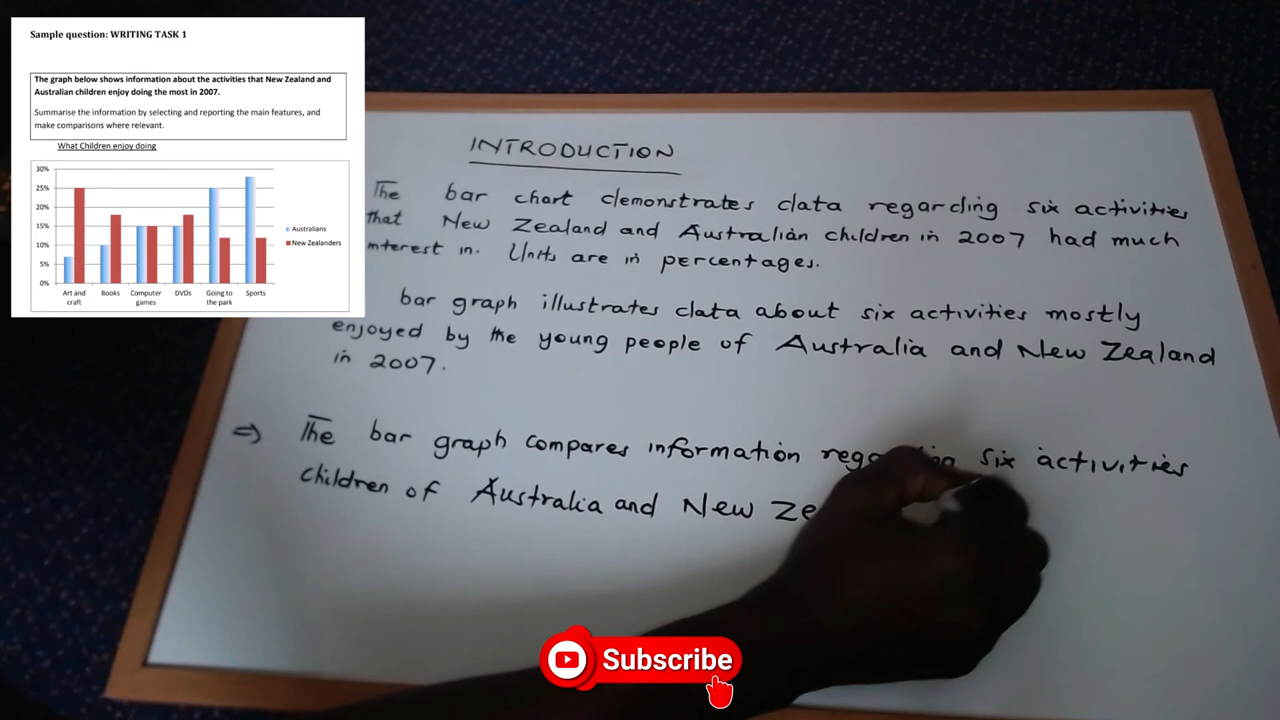 Sample question: WRITING TASK 1
The graph below shows information about the activities that New Zealand and
Australian children enjoy doing the most in 2007.
Summarise the information by selecting and reporting the main features, and
make comparisons where relevant.
What Children enjoy doing
30%
25%
20%
15%
10%
5%
0%
Art and
craft
Books
Computer
games
DVDs
Going to
the park
Sports
Australians
New Zealanders
INTRODUCTION
The bar chart demonstrates data regarding six activities
that New Zealand and Australian children in 2007 had much
interest in. Units are in percentages.
bar graph illustrates data about six activities mostly
enjoyed by the young people of Australia and New Zealand
in 2007.
⇒ The bar graph compares information six activities
children of Australia and New Ze
Subscribe